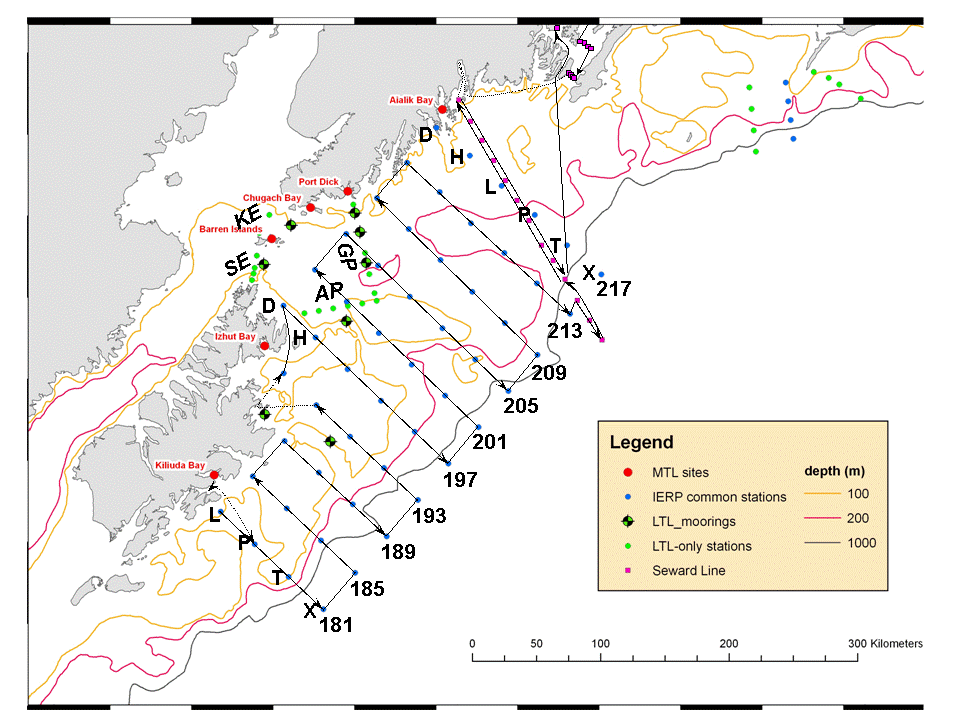 Aialik Bay
D
H
Port Dick
L
Chugach Bay
KE
P
Barren Islands
T
GP
SE
X
217
AP
D
213
H
Izhut Bay
209
205
201
Kiliuda Bay
197
L
193
P
189
T
185
X
181
Legend
MTL sites
depth (m)
IERP common stations
100
LTL_moorings
200
LTL-only stations
1000
Seward Line
0 50 100 200 300 Kilometers